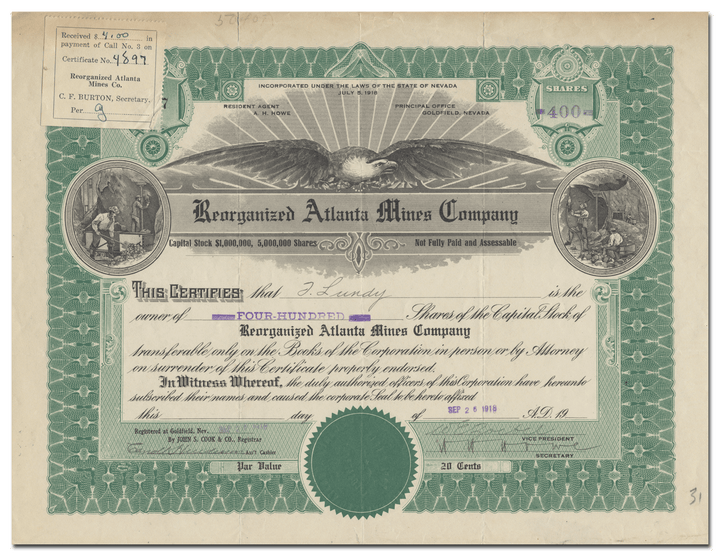 Received $ 4.00 in
payment of Call No. 3 on
Certificate No. 4897
Reorganized Atlanta
Mines Co.
C. F. BURTON, Secretary.
Per
INCORPORATED UNDER THE LAWS OF THE STATE OF NEVADA
JULY 5, 1918
RESIDENT AGENT
A. H. HOWE
PRINCIPAL OFFICE
GOLDFIELD, NEVADA
SHARES
400
Reorganized Atlanta Mines Company
Capital Stock $1,000,000, 5,000,000 Shares
Not Fully Paid and Assessable
THIS CERTIFIES that F. Lundy is the
owner of FOUR-HUNDRED Shares of the Capital Stock of
Reorganized Atlanta Mines Company
transferable only on the Books of the Corporation in person or by Attorney
on surrender of this Certificate properly endorsed.
In Witness Whereof, the duly authorized officers of this Corporation have hereunto
subscribed their names and caused the corporate Seal to be hereto affixed
this day of SEP 25 1918 A.D. 19
Registered at Goldfield, Nev.
By JOHN S. COOK & CO., Registrar
Ass't Cashier
VICE PRESIDENT
SECRETARY
Par Value
20 Cents
31